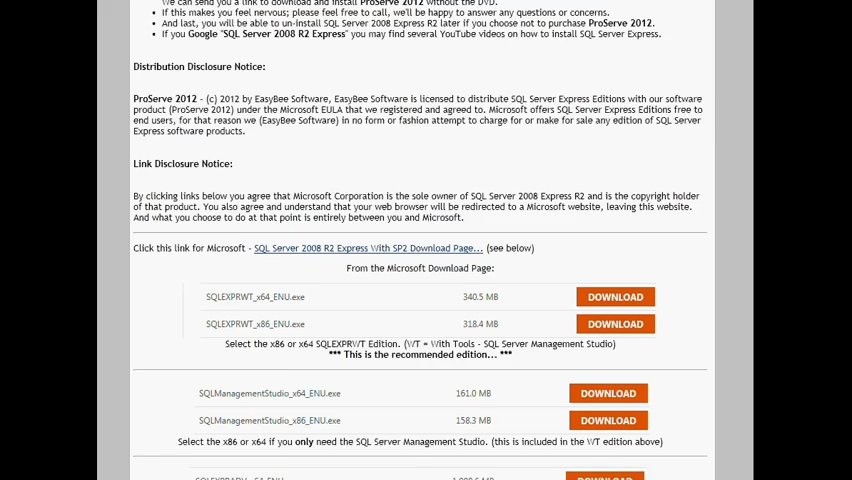 We can send you a link to download and install ProServe 2012 without the DVD.
• If this makes you feel nervous; please feel free to call, we'll be happy to answer any questions or concerns.
• And last, you will be able to un-install SQL Server 2008 Express R2 later if you choose not to purchase ProServe 2012.
• If you Google "SQL Server 2008 R2 Express" you may find several YouTube videos on how to install SQL Server Express.
Distribution Disclosure Notice:
ProServe 2012 - (c) 2012 by EasyBee Software, EasyBee Software is licensed to distribute SQL Server Express Editions with our software
product (ProServe 2012) under the Microsoft EULA that we registered and agreed to. Microsoft offers SQL Server Express Editions free to
end users, for that reason we (EasyBee Software) in no form or fashion attempt to charge for or make for sale any edition of SQL Server
Express software products.
Link Disclosure Notice:
By clicking links below you agree that Microsoft Corporation is the sole owner of SQL Server 2008 Express R2 and is the copyright holder
of that product. You also agree and understand that your web browser will be redirected to a Microsoft website, leaving this website.
And what you choose to do at that point is entirely between you and Microsoft.
Click this link for Microsoft - SQL Server 2008 R2 Express With SP2 Download Page... (see below)
From the Microsoft Download Page:
SQLEXPRWT_x64_ENU.exe 340.5 MB DOWNLOAD
SQLEXPRWT_x86_ENU.exe 318.4 MB DOWNLOAD
Select the x86 or x64 SQLEXPRWT Edition. (WT = With Tools - SQL Server Management Studio)
*** This is the recommended edition... ***
SQLManagementStudio_x64_ENU.exe 161.0 MB DOWNLOAD
SQLManagementStudio_x86_ENU.exe 158.3 MB DOWNLOAD
Select the x86 or x64 if you only need the SQL Server Management Studio. (this is included in the WT edition above)
DOWNLOAD